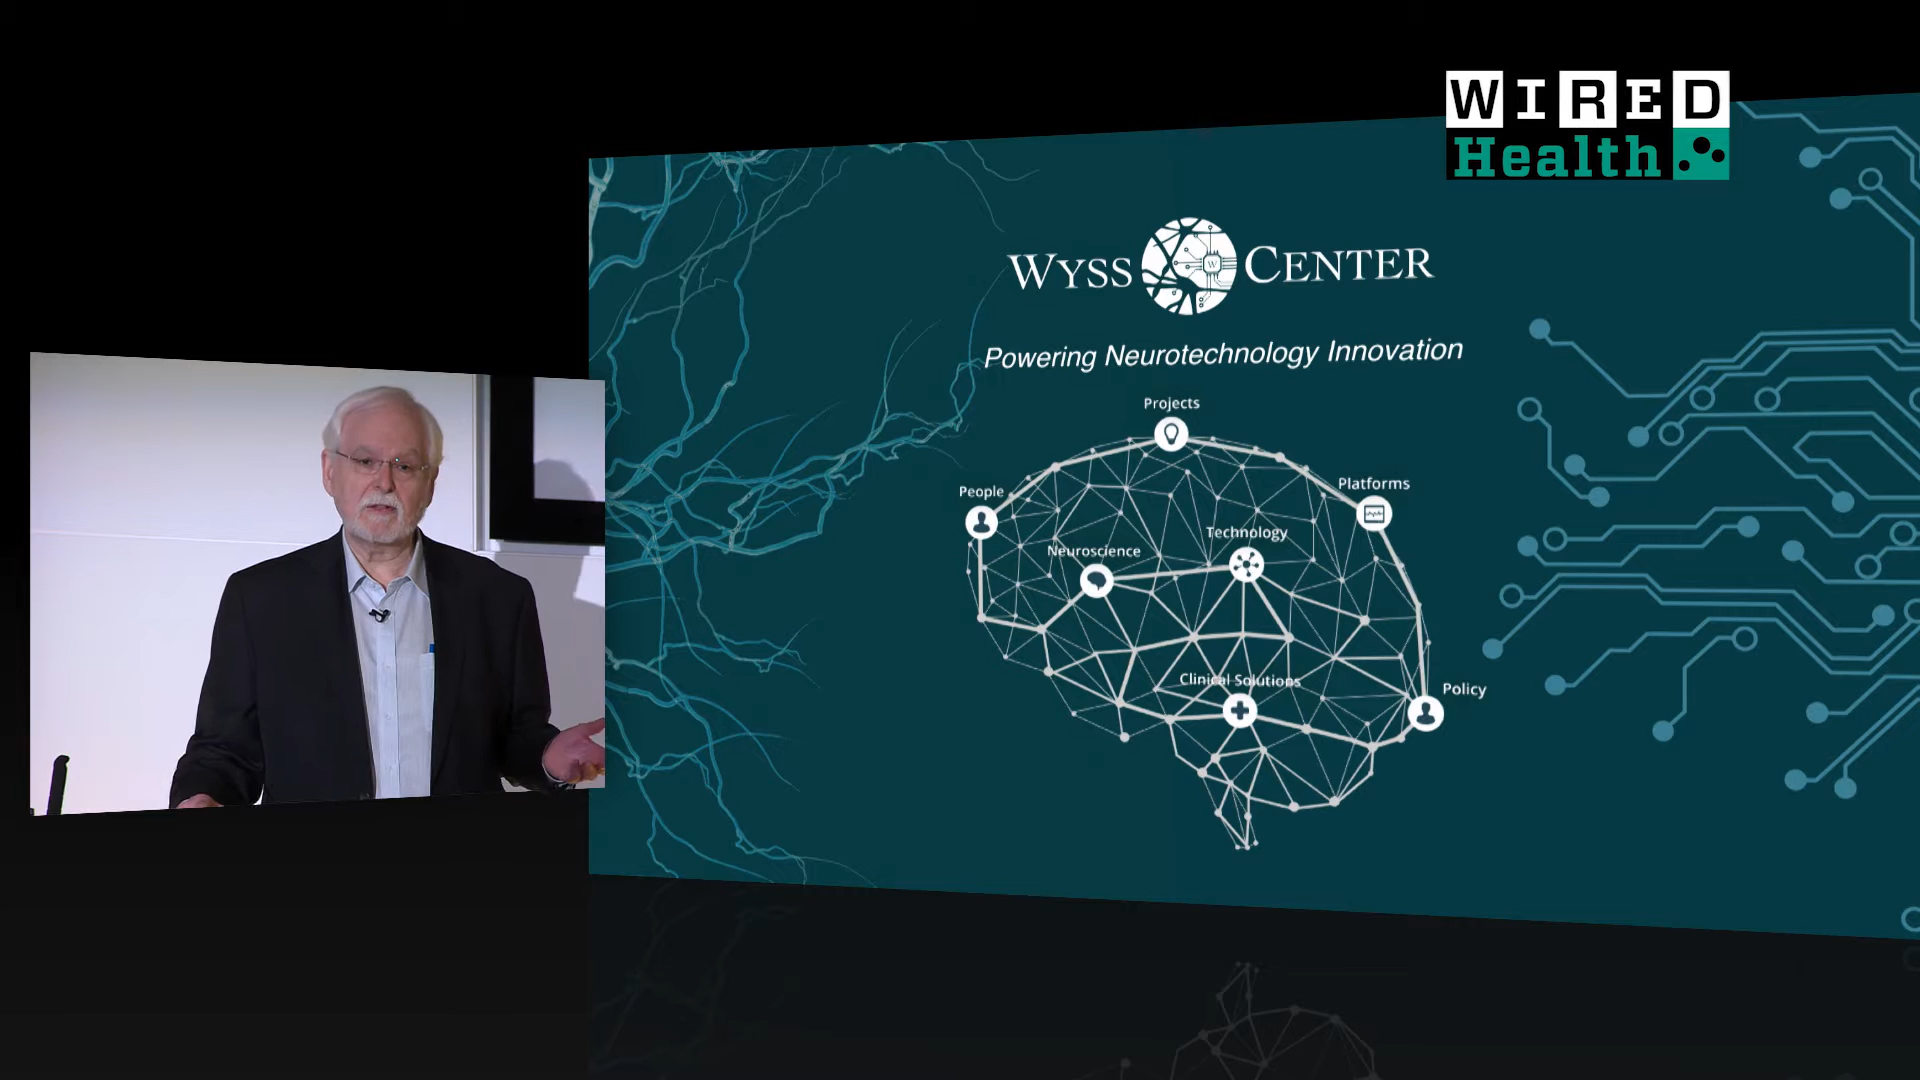 WIRED
Health
WYSS CENTER
W
Powering Neurotechnology Innovation
Projects
People
Platforms
Technology
Neuroscience
Clinical Solutions
Policy